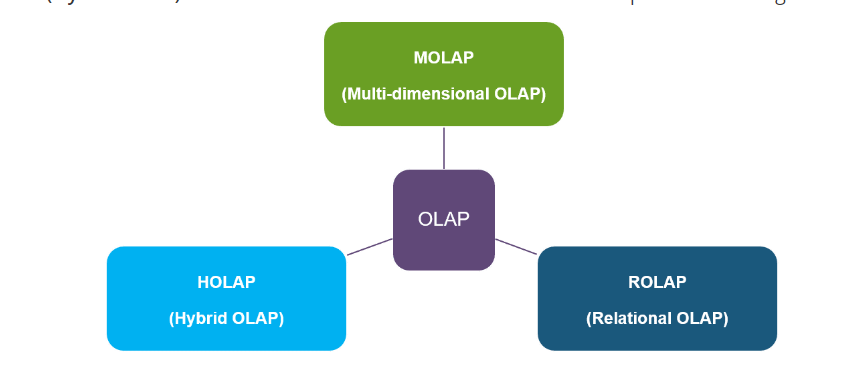 MOLAP
(Multi-dimensional OLAP)
OLAP
HOLAP
(Hybrid OLAP)
ROLAP
(Relational OLAP)